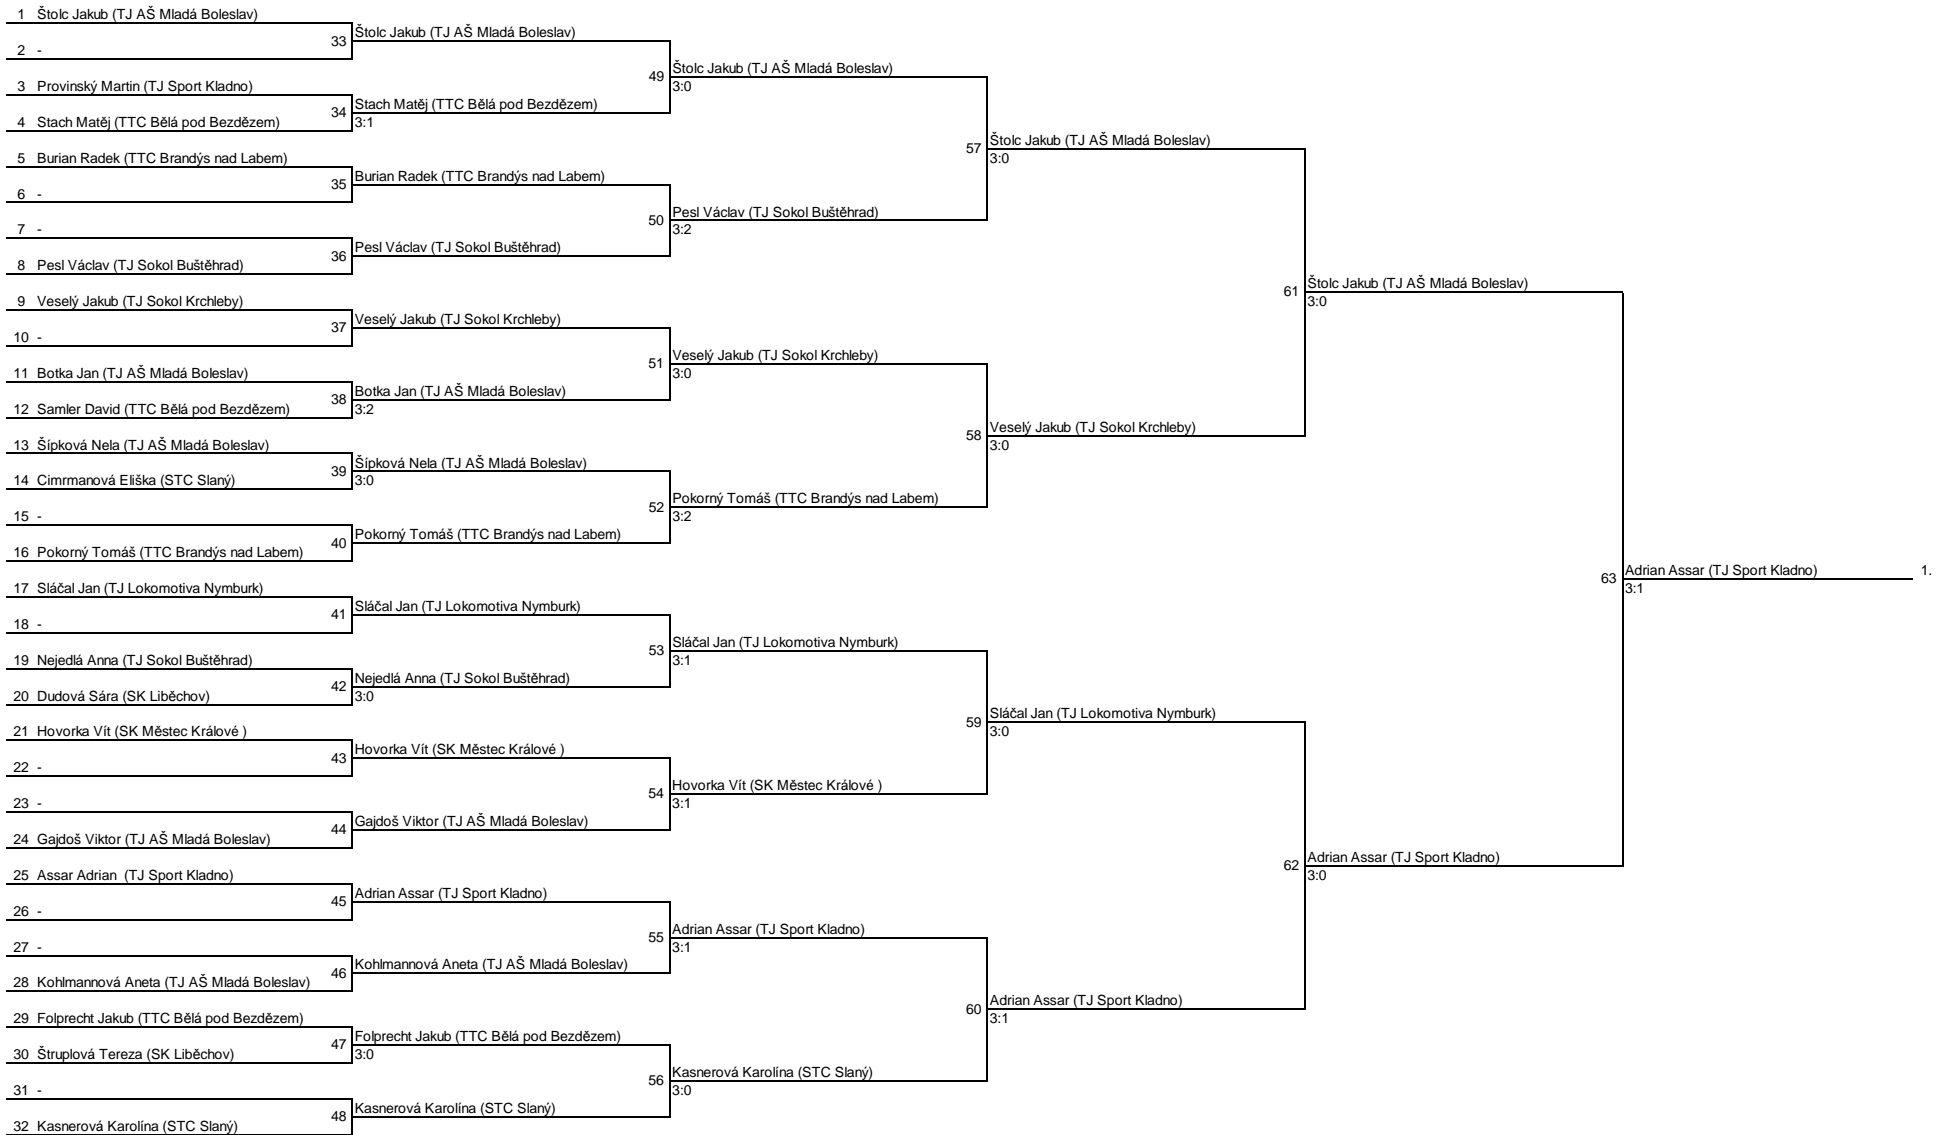 1 Štolc Jakub (TJ AŠ Mladá Boleslav)
2 -
3 Provinský Martin (TJ Sport Kladno)
4 Stach Matěj (TTC Bělá pod Bezdězem)
5 Burian Radek (TTC Brandýs nad Labem)
6 -
7 -
8 Pesl Václav (TJ Sokol Buštěhrad)
9 Veselý Jakub (TJ Sokol Krchleby)
10 -
11 Botka Jan (TJ AŠ Mladá Boleslav)
12 Samler David (TTC Bělá pod Bezdězem)
13 Šípková Nela (TJ AŠ Mladá Boleslav)
14 Cimrmanová Eliška (STC Slaný)
15 -
16 Pokorný Tomáš (TTC Brandýs nad Labem)
17 Sláčal Jan (TJ Lokomotiva Nymburk)
18 -
19 Nejedlá Anna (TJ Sokol Buštěhrad)
20 Dudová Sára (SK Liběchov)
21 Hovorka Vít (SK Městec Králové )
22 -
23 -
24 Gajdoš Viktor (TJ AŠ Mladá Boleslav)
25 Assar Adrian  (TJ Sport Kladno)
26 -
27 -
28 Kohlmannová Aneta (TJ AŠ Mladá Boleslav)
29 Folprecht Jakub (TTC Bělá pod Bezdězem)
30 Štruplová Tereza (SK Liběchov)
31 -
32 Kasnerová Karolína (STC Slaný)
33 Štolc Jakub (TJ AŠ Mladá Boleslav)
34 Stach Matěj (TTC Bělá pod Bezdězem)
3:1
35 Burian Radek (TTC Brandýs nad Labem)
36 Pesl Václav (TJ Sokol Buštěhrad)
37 Veselý Jakub (TJ Sokol Krchleby)
38 Botka Jan (TJ AŠ Mladá Boleslav)
3:2
39 Šípková Nela (TJ AŠ Mladá Boleslav)
3:0
40 Pokorný Tomáš (TTC Brandýs nad Labem)
41 Sláčal Jan (TJ Lokomotiva Nymburk)
42 Nejedlá Anna (TJ Sokol Buštěhrad)
3:0
43 Hovorka Vít (SK Městec Králové )
44 Gajdoš Viktor (TJ AŠ Mladá Boleslav)
45 Adrian Assar (TJ Sport Kladno)
46 Kohlmannová Aneta (TJ AŠ Mladá Boleslav)
47 Folprecht Jakub (TTC Bělá pod Bezdězem)
3:0
48 Kasnerová Karolína (STC Slaný)
49 Štolc Jakub (TJ AŠ Mladá Boleslav)
3:0
50 Pesl Václav (TJ Sokol Buštěhrad)
3:2
51 Veselý Jakub (TJ Sokol Krchleby)
3:0
52 Pokorný Tomáš (TTC Brandýs nad Labem)
3:2
53 Sláčal Jan (TJ Lokomotiva Nymburk)
3:1
54 Hovorka Vít (SK Městec Králové )
3:1
55 Adrian Assar (TJ Sport Kladno)
3:1
56 Kasnerová Karolína (STC Slaný)
3:0
57 Štolc Jakub (TJ AŠ Mladá Boleslav)
3:0
58 Veselý Jakub (TJ Sokol Krchleby)
3:0
59 Sláčal Jan (TJ Lokomotiva Nymburk)
3:0
60 Adrian Assar (TJ Sport Kladno)
3:1
61 Štolc Jakub (TJ AŠ Mladá Boleslav)
3:0
62 Adrian Assar (TJ Sport Kladno)
3:0
63 Adrian Assar (TJ Sport Kladno) 1.
3:1